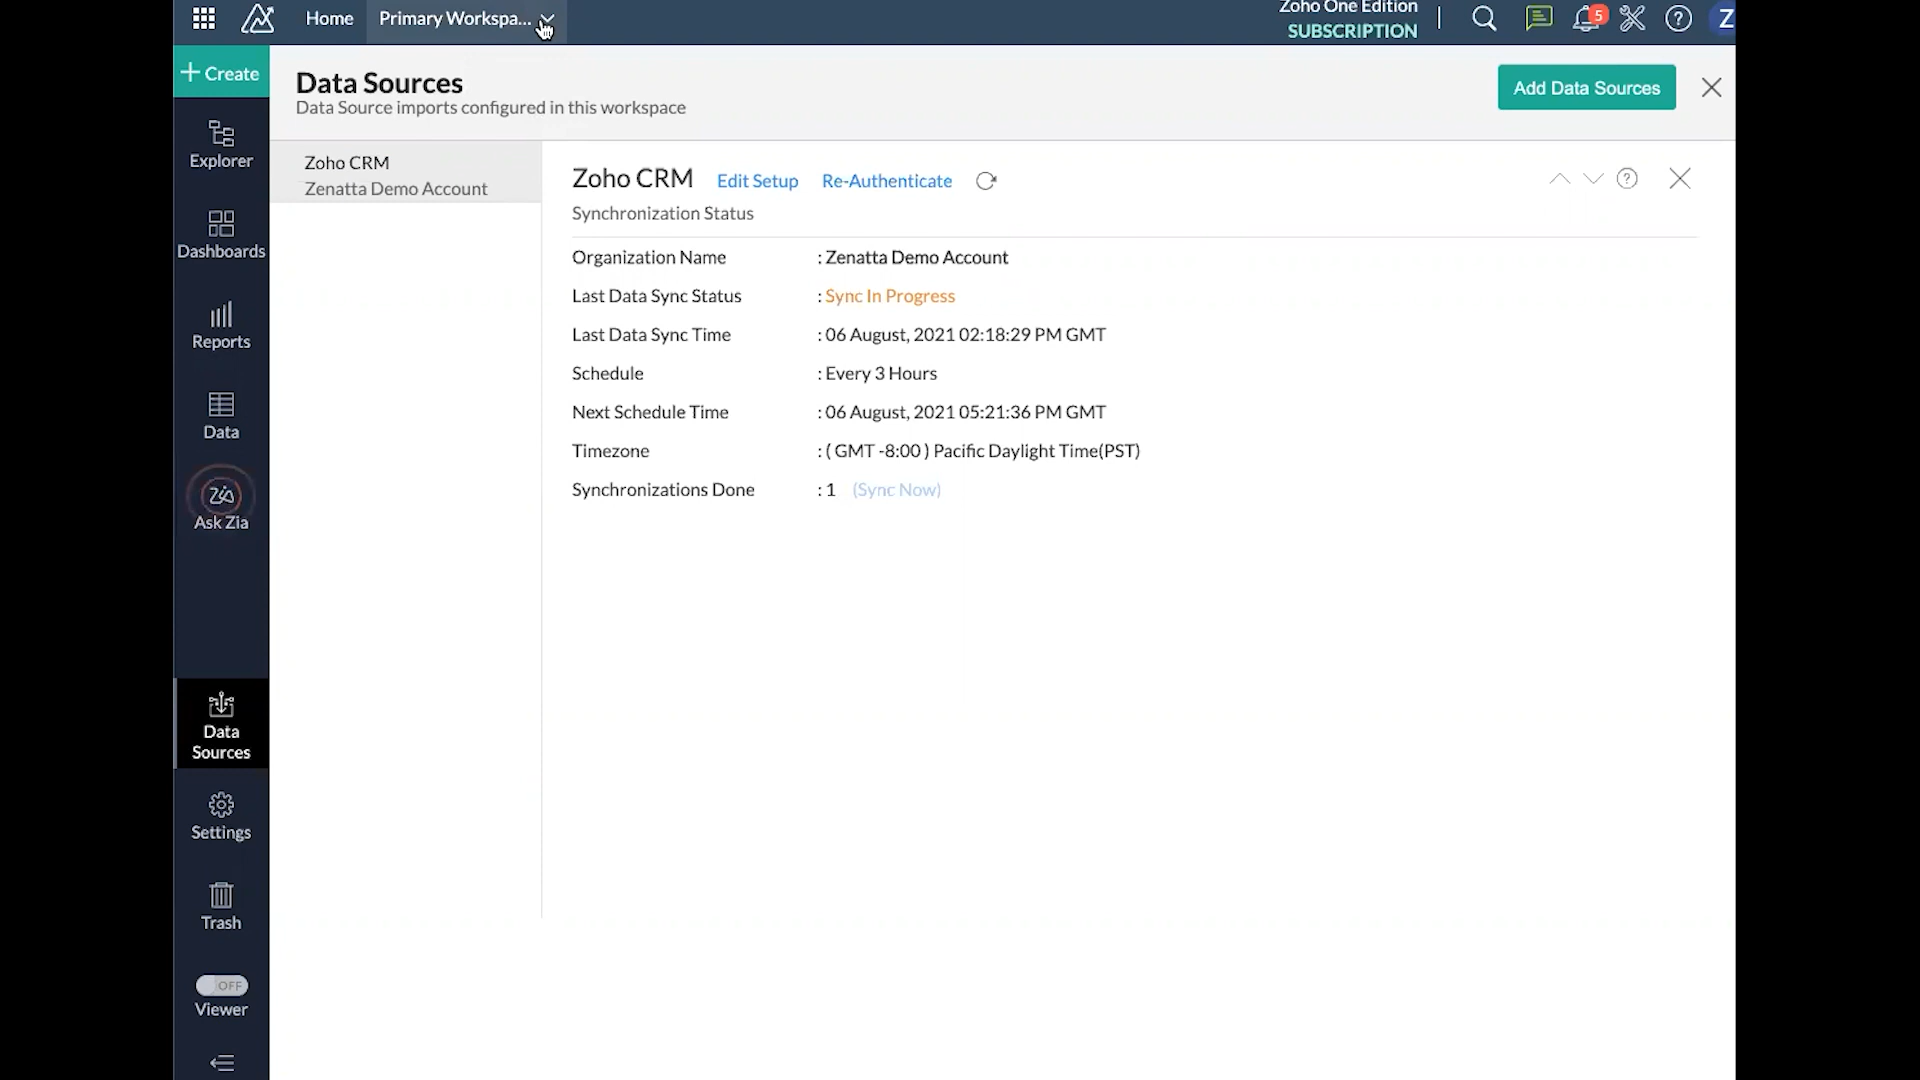 Home
Primary Workspa...
Zoho One Edition
SUBSCRIPTION
5
Z
+ Create
Data Sources
Data Source imports configured in this workspace
Add Data Sources
Explorer
Dashboards
Reports
Data
Zia
Ask Zia
Data
Sources
Settings
Trash
OFF
Viewer
Zoho CRM
Zenatta Demo Account
Zoho CRM
Edit Setup
Re-Authenticate
?
Synchronization Status
Organization Name : Zenatta Demo Account
Last Data Sync Status : Sync In Progress
Last Data Sync Time : 06 August, 2021 02:18:29 PM GMT
Schedule : Every 3 Hours
Next Schedule Time : 06 August, 2021 05:21:36 PM GMT
Timezone : ( GMT -8:00 ) Pacific Daylight Time(PST)
Synchronizations Done : 1 (Sync Now)